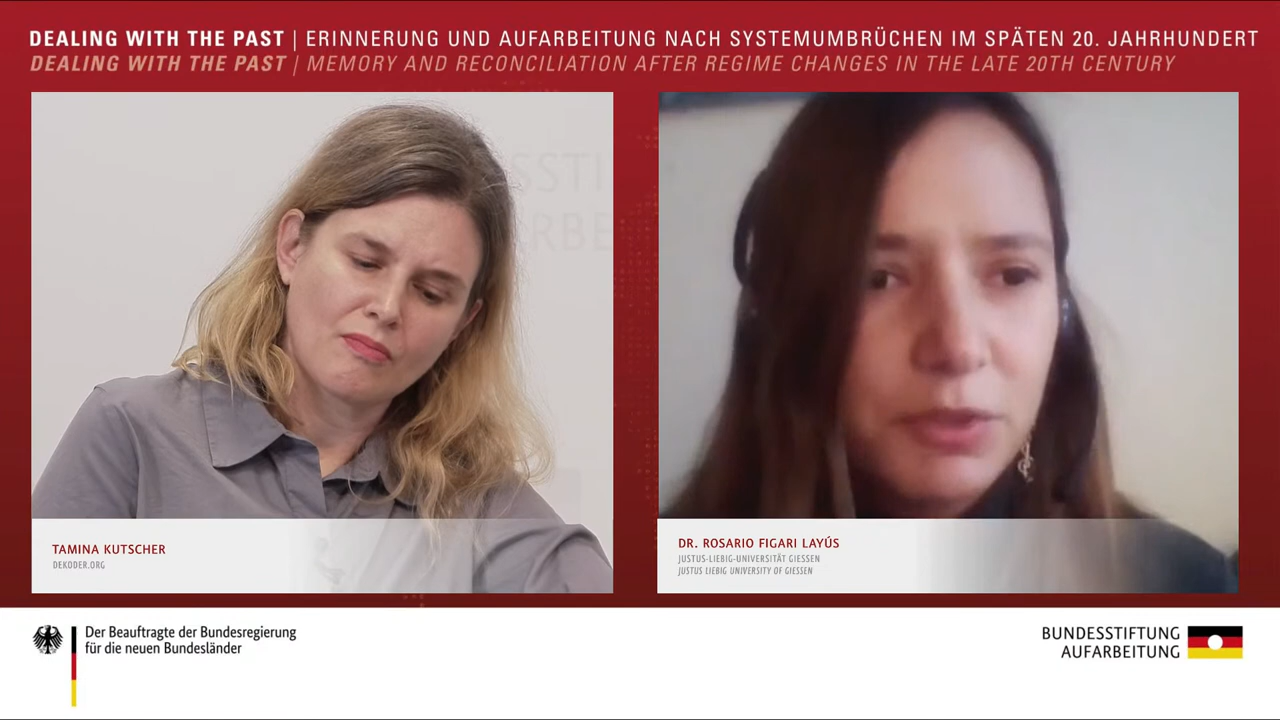 DEALING WITH THE PAST | ERINNERUNG UND AUFARBEITUNG NACH SYSTEMUMBRÜCHEN IM SPÄTEN 20. JAHRHUNDERT
DEALING WITH THE PAST | MEMORY AND RECONCILIATION AFTER REGIME CHANGES IN THE LATE 20TH CENTURY
SSTI
RBE
TAMINA KUTSCHER
DEKODER.ORG
DR. ROSARIO FIGARI LAYÚS
JUSTUS-LIEBIG-UNIVERSITÄT GIESSEN
JUSTUS LIEBIG UNIVERSITY OF GIESSEN
Der Beauftragte der Bundesregierung
für die neuen Bundesländer
BUNDESSTIFTUNG
AUFARBEITUNG